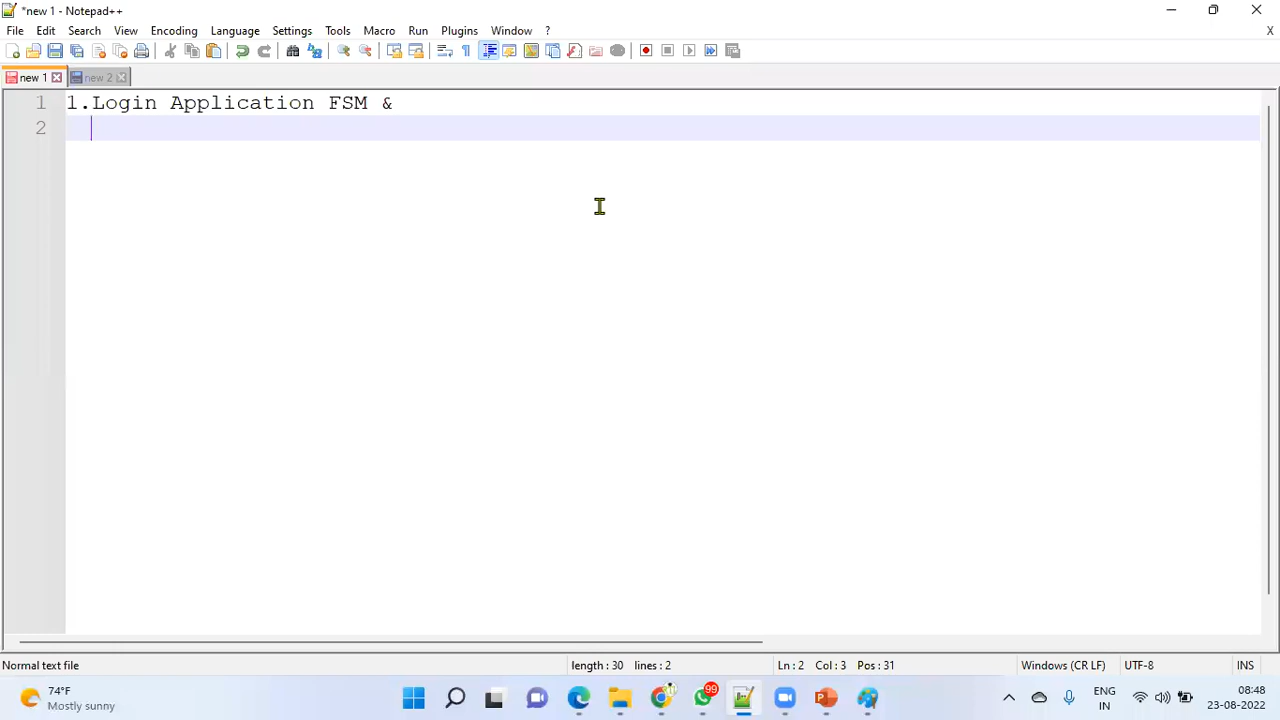 *new 1 - Notepad++
File Edit Search View Encoding Language Settings Tools Macro Run Plugins Window ? X
new 1 new 2
1 1.Login Application FSM &
2
Normal text file length : 30 lines : 2 Ln : 2 Col : 3 Pos : 31 Windows (CR LF) UTF-8 INS
74°F
Mostly sunny
99
ENG
IN
08:48
23-08-2022